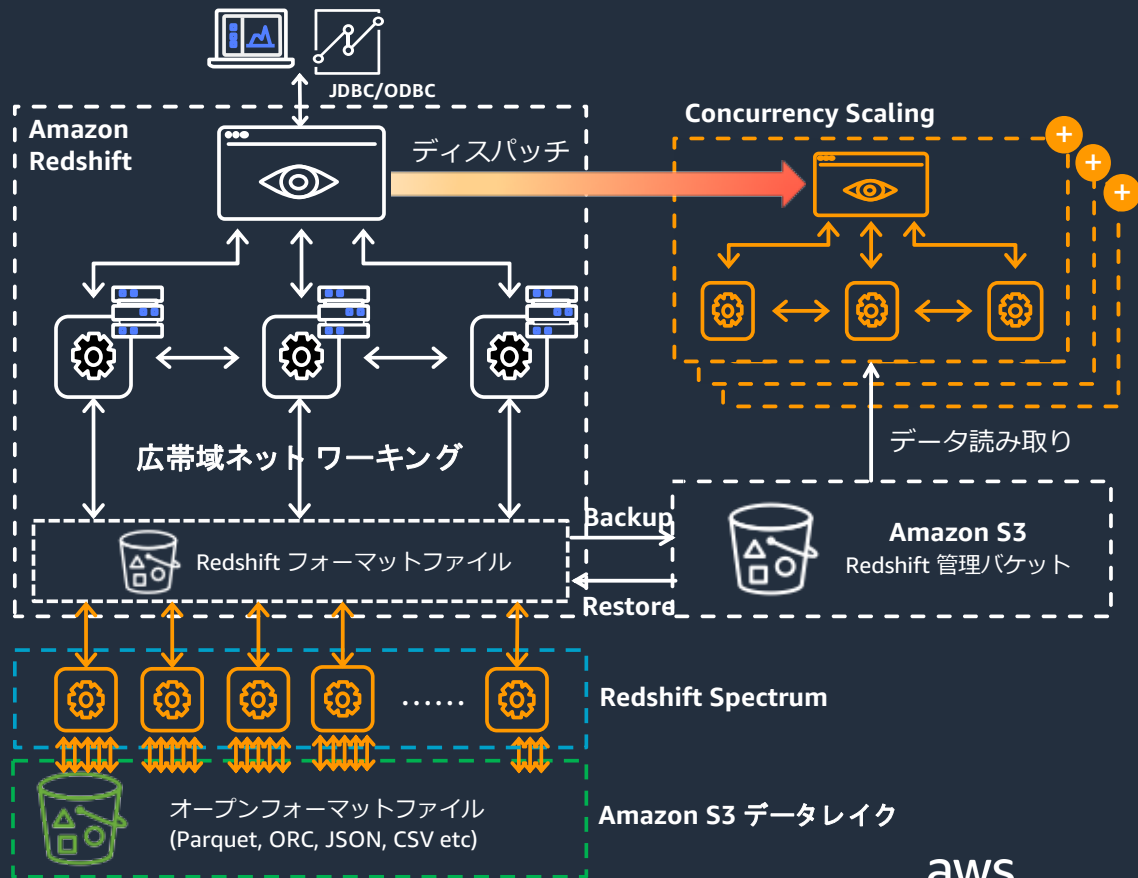 JDBC/ODBC
Amazon
Redshift
ディスパッチ
Concurrency Scaling
+
+
+
広帯域ネットワーキング
データ読み取り
Redshift フォーマットファイル
Backup
Restore
Amazon S3
Redshift 管理バケット
......
Redshift Spectrum
オープンフォーマットファイル
(Parquet, ORC, JSON, CSV etc)
Amazon S3 データレイク
aws